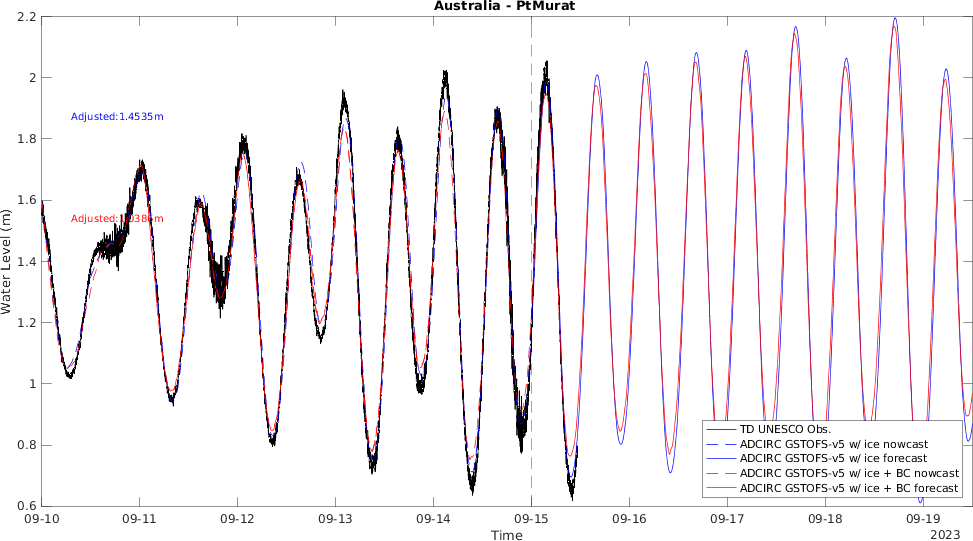 Australia - PtMurat
2.2
2
1.8
1.6
1.4
1.2
1
0.8
0.6
Water Level (m)
Adjusted:1.4535m
09-10
09-11
09-12
09-13
09-14
09-15
09-16
09-17
09-18
09-19
Time
2023
TD UNESCO Obs.
ADCIRC GSTOFS-v5 w/ ice nowcast
ADCIRC GSTOFS-v5 w/ ice forecast
ADCIRC GSTOFS-v5 w/ ice + BC nowcast
ADCIRC GSTOFS-v5 w/ ice + BC forecast